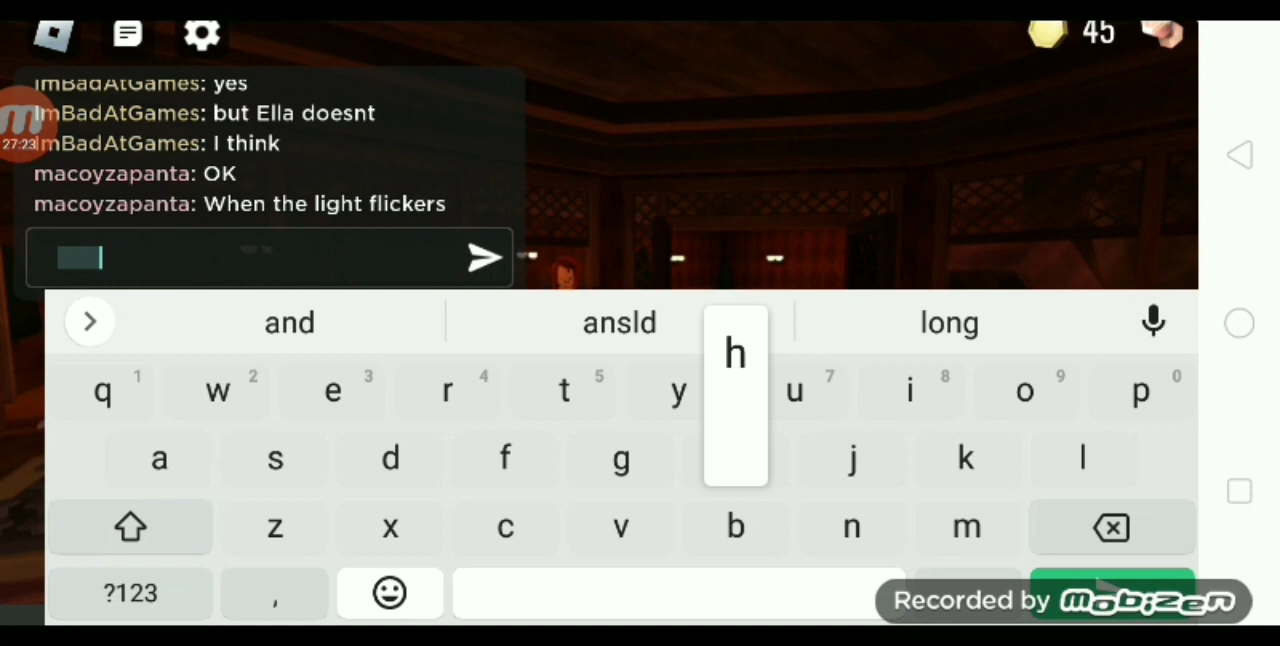 45
ImBadAtGames: yes
ImBadAtGames: but Ella doesnt
27:23 ImBadAtGames: I think
macoyzapanta: OK
macoyzapanta: When the light flickers
and ansld long
h
q 1 w 2 e 3 r 4 t 5 y u 7 i 8 o 9 p 0
a s d f g j k l
z x c v b n m
?123 ,
Recorded by mobizen